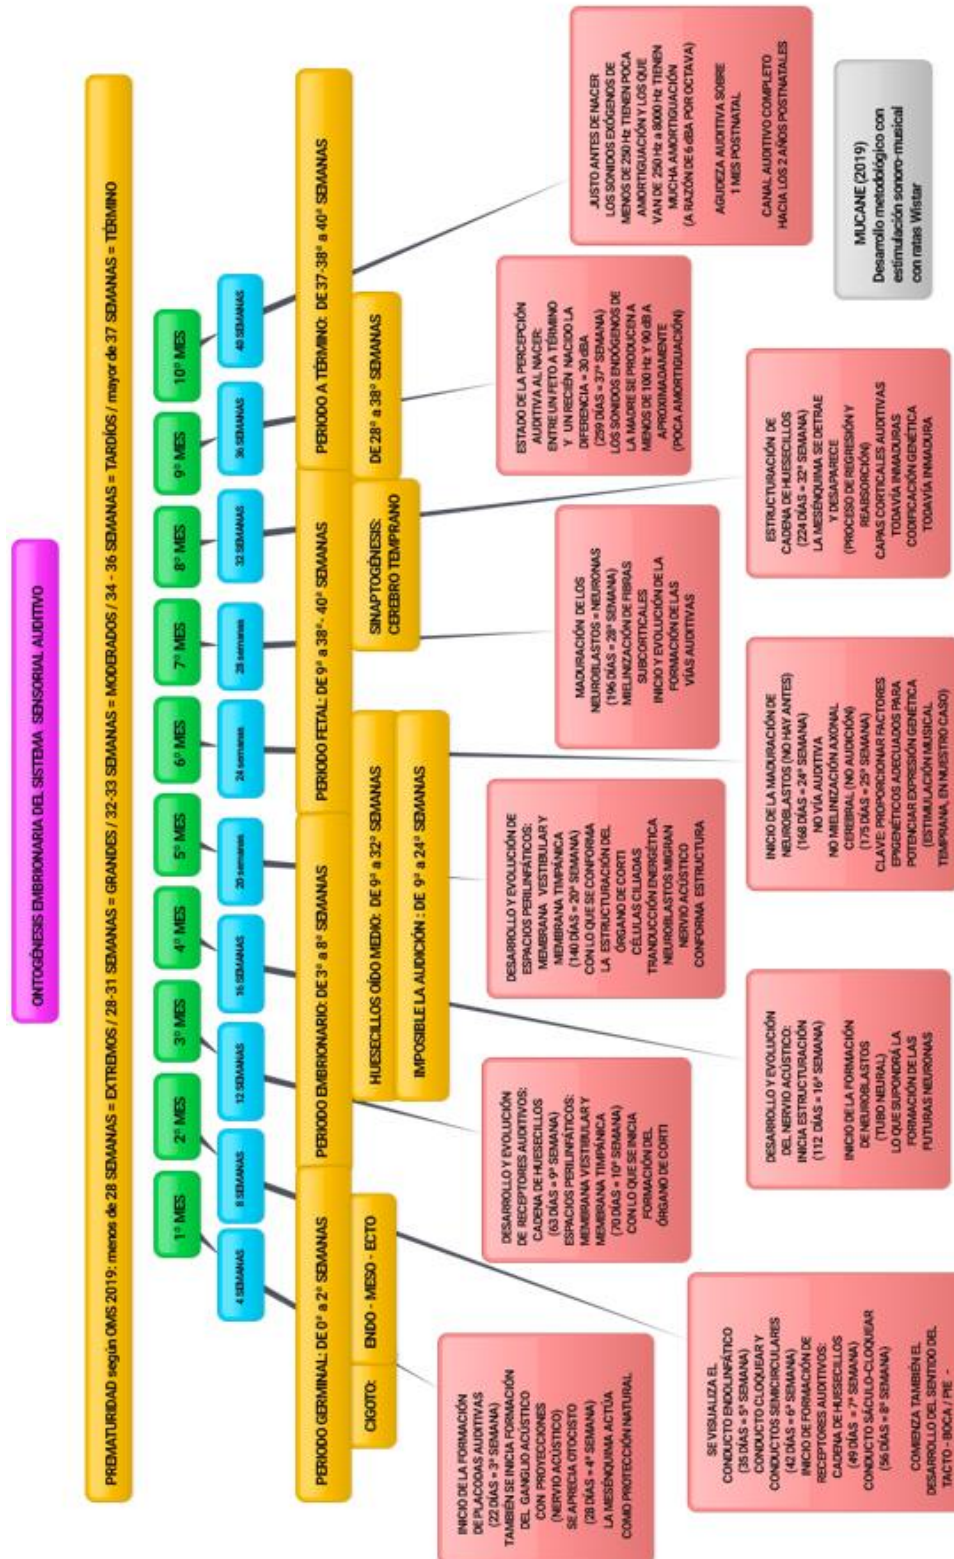 ONTOGÉNESIS EMBRIONARIA DEL SISTEMA SENSORIAL AUDITIVO
PREMATURIDAD según OMS 2019: menos de 28 SEMANAS = EXTREMOS / 28-31 SEMANAS = GRANDES / 32-33 SEMANAS = MODERADOS / 34 - 36 SEMANAS = TARDÍOS / mayor de 37 SEMANAS = TÉRMINO
1º MES
2º MES
3º MES
4º MES
5º MES
6º MES
7º MES
8º MES
9º MES
10º MES
4 SEMANAS
8 SEMANAS
12 SEMANAS
16 SEMANAS
20 semanas
24 semanas
28 semanas
32 SEMANAS
36 SEMANAS
40 SEMANAS
PERIODO GERMINAL: DE 0ª a 2ª SEMANAS
PERIODO EMBRIONARIO: DE 3ª a 8ª SEMANAS
PERIODO FETAL: DE 9ª a 38ª- 40ª SEMANAS
PERIODO A TÉRMINO: DE 37-38ª a 40ª SEMANAS
CIGOTO:
ENDO - MESO - ECTO
HUESECILLOS OÍDO MEDIO: DE 9ª a 32ª SEMANAS
IMPOSIBLE LA AUDICIÓN : DE 9ª a 24ª SEMANAS
SINAPTOGÉNESIS:
CEREBRO TEMPRANO
DE 28ª a 38ª SEMANAS
INICIO DE LA FORMACIÓN
DE PLACODAS AUDITIVAS
(22 DÍAS = 3ª SEMANA)
TAMBIÉN SE INICIA FORMACIÓN
DEL GANGLIO ACÚSTICO
CON PROYECCIONES
(NERVIO ACÚSTICO)
SE APRECIA OTOCISTO
(28 DÍAS = 4ª SEMANA)
LA MESÉNQUIMA ACTÚA
COMO PROTECCIÓN NATURAL
SE VISUALIZA EL
CONDUCTO ENDOLINFÁTICO
(35 DÍAS = 5ª SEMANA)
CONDUCTO CLOQUEAR Y
CONDUCTOS SEMICIRCULARES
(42 DÍAS = 6ª SEMANA)
INICIO DE FORMACIÓN DE
RECEPTORES AUDITIVOS:
CADENA DE HUESECILLOS
(49 DÍAS = 7ª SEMANA)
CONDUCTO SÁCULO-CLOQUEAR
(56 DÍAS = 8ª SEMANA)
COMIENZA TAMBIÉN EL
DESARROLLO DEL SENTIDO DEL
TACTO - BOCA / PIE -
DESARROLLO Y EVOLUCIÓN
DE RECEPTORES AUDITIVOS:
CADENA DE HUESECILLOS
(63 DÍAS = 9ª SEMANA)
ESPACIOS PERILINFÁTICOS:
MEMBRANA VESTIBULAR Y
MEMBRANA TIMPÁNICA
(70 DÍAS = 10ª SEMANA)
CON LO QUE SE INICIA
FORMACIÓN DEL
ÓRGANO DE CORTI
DESARROLLO Y EVOLUCIÓN
DEL NERVIO ACÚSTICO:
INICIA ESTRUCTURACIÓN
(112 DÍAS = 16ª SEMANA)
INICIO DE LA FORMACIÓN
DE NEUROBLASTOS
(TUBO NEURAL)
LO QUE SUPONDRÁ LA
FORMACIÓN DE LAS
FUTURAS NEURONAS
DESARROLLO Y EVOLUCIÓN DE
ESPACIOS PERILINFÁTICOS:
MEMBRANA VESTIBULAR Y
MEMBRANA TIMPÁNICA
(140 DÍAS = 20ª SEMANA)
CON LO QUE SE CONFORMA
LA ESTRUCTURACIÓN DEL
ÓRGANO DE CORTI
CÉLULAS CILIADAS
TRANDUCCIÓN ENERGÉTICA
NEUROBLASTOS MIGRAN
NERVIO ACÚSTICO
CONFORMA ESTRUCTURA
INICIO DE LA MADURACIÓN DE
NEUROBLASTOS (NO HAY ANTES)
(168 DÍAS = 24ª SEMANA)
NO VÍA AUDITIVA
NO MIELINIZACIÓN AXONAL
CEREBRAL (NO AUDICIÓN)
(175 DÍAS = 25ª SEMANA)
CLAVE: PROPORCIONAR FACTORES
EPIGENÉTICOS ADECUADOS PARA
POTENCIAR EXPRESIÓN GENÉTICA
(ESTIMULACIÓN MUSICAL
TEMPRANA, EN NUESTRO CASO)
MADURACIÓN DE LOS
NEUROBLASTOS = NEURONAS
(196 DÍAS = 28ª SEMANA)
MIELINIZACIÓN DE FIBRAS
SUBCORTICALES
INICIO Y EVOLUCIÓN DE LA
FORMACIÓN DE LAS
VÍAS AUDITIVAS
ESTRUCTURACIÓN DE
CADENA DE HUESECILLOS
(224 DÍAS = 32ª SEMANA)
LA MESÉNQUIMA SE DETRAE
Y DESAPARECE
(PROCESO DE REGRESIÓN Y
REABSORCIÓN)
CAPAS CORTICALES AUDITIVAS
TODAVÍA INMADURAS
CODIFICACIÓN GENÉTICA
TODAVÍA INMADURA
ESTADO DE LA PERCEPCIÓN
AUDITIVA AL NACER:
ENTRE UN FETO A TÉRMINO
Y UN RECIÉN NACIDO LA
DIFERENCIA = 30 dBA
(259 DÍAS = 37ª SEMANA)
LOS SONIDOS ENDÓGENOS DE
LA MADRE SE PRODUCEN A
MENOS DE 100 Hz Y 90 dB A
APROXIMADAMENTE
(POCA AMORTIGUACIÓN)
JUSTO ANTES DE NACER
LOS SONIDOS EXÓGENOS DE
MENOS DE 250 Hz TIENEN POCA
AMORTIGUACIÓN Y LOS QUE
VAN DE 250 Hz a 8000 Hz TIENEN
MUCHA AMORTIGUACIÓN
(A RAZÓN DE 6 dBA POR OCTAVA)
AGUDEZA AUDITIVA SOBRE
1 MES POSTNATAL
CANAL AUDITIVO COMPLETO
HACIA LOS 2 AÑOS POSTNATALES
MUCANE (2019)
Desarrollo metodológico con
estimulación sonoro-musical
con ratas Wistar